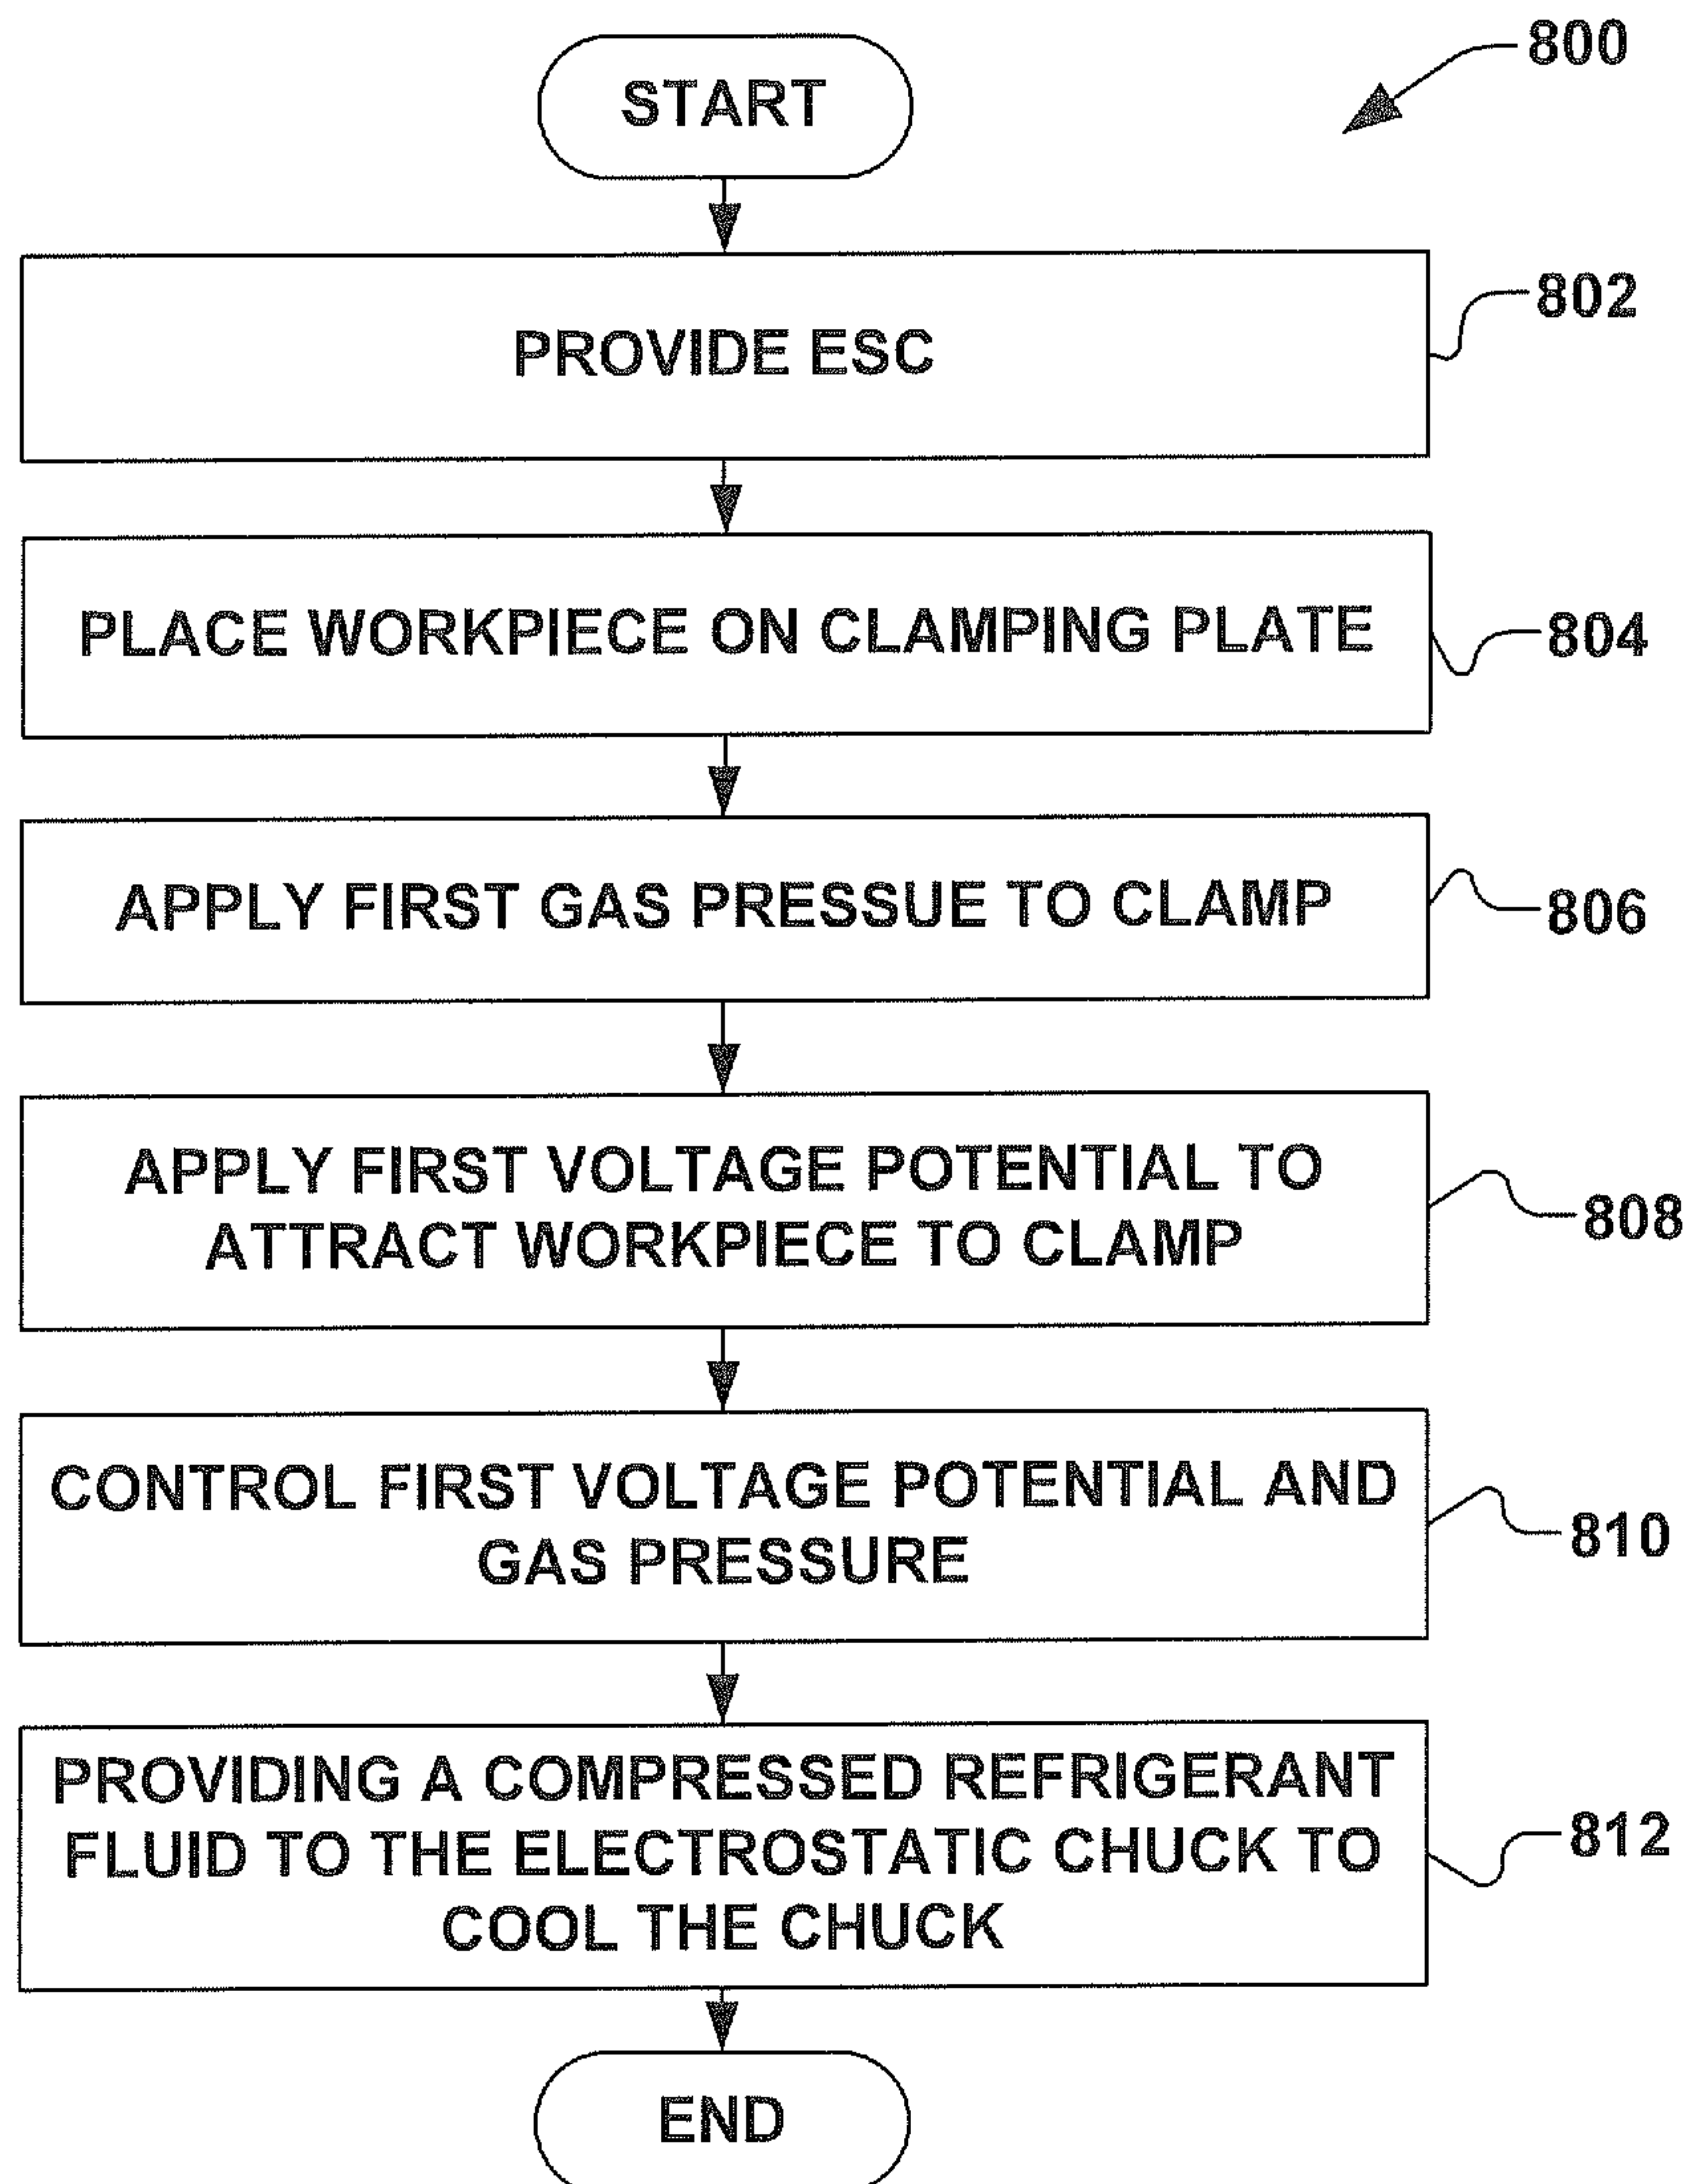 800
START
802
PROVIDE ESC
PLACE WORKPIECE ON CLAMPING PLATE
804
APPLY FIRST GAS PRESSUE TO CLAMP
806
APPLY FIRST VOLTAGE POTENTIAL TO
ATTRACT WORKPIECE TO CLAMP
808
CONTROL FIRST VOLTAGE POTENTIAL AND
GAS PRESSURE
810
PROVIDING A COMPRESSED REFRIGERANT
FLUID TO THE ELECTROSTATIC CHUCK TO
COOL THE CHUCK
812
END